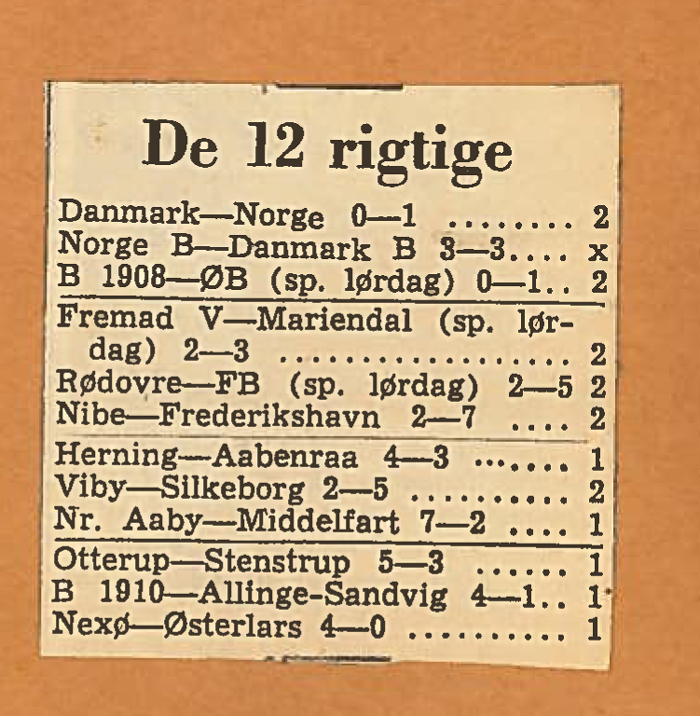 De 12 rigtige
Danmark—Norge 0—1 ........ 2
Norge B—Danmark B 3—3.... x
B 1908—ØB (sp. lørdag) 0—1.. 2
Fremad V—Mariendal (sp. lør-
dag) 2—3 .................. 2
Rødovre—FB (sp. lørdag) 2—5 2
Nibe—Frederikshavn 2—7 .... 2
Herning—Aabenraa 4—3 ....... 1
Viby—Silkeborg 2—5 .......... 2
Nr. Aaby—Middelfart 7—2 .... 1
Otterup—Stenstrup 5—3 ...... 1
B 1910—Allinge-Sandvig 4—1.. 1
Nexø—Østerlars 4—0 .......... 1